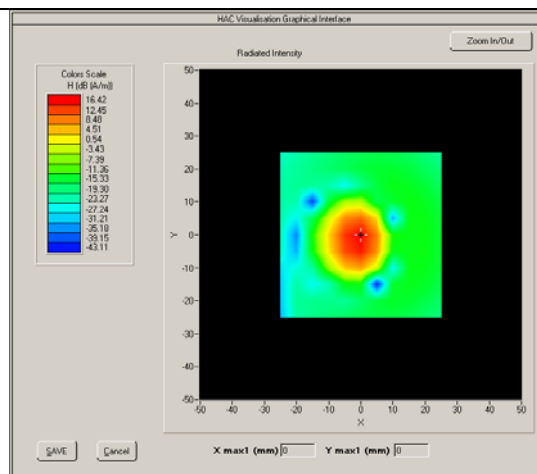 HAC Visualisation Graphical Interface
Zoom In/Out
Radiated Intensity
Colors Scale
H (dB (A/m))
16.42
12.45
8.48
4.51
0.54
-3.43
-7.39
-11.36
-15.33
-19.30
-23.27
-27.24
-31.21
-35.18
-39.15
-43.11
50
40
30
20
10
0
-10
-20
-30
-40
-50
Y
-50 -40 -30 -20 -10 0 10 20 30 40 50
X
SAVE
Cancel
X max1 (mm) 0 Y max1 (mm) 0